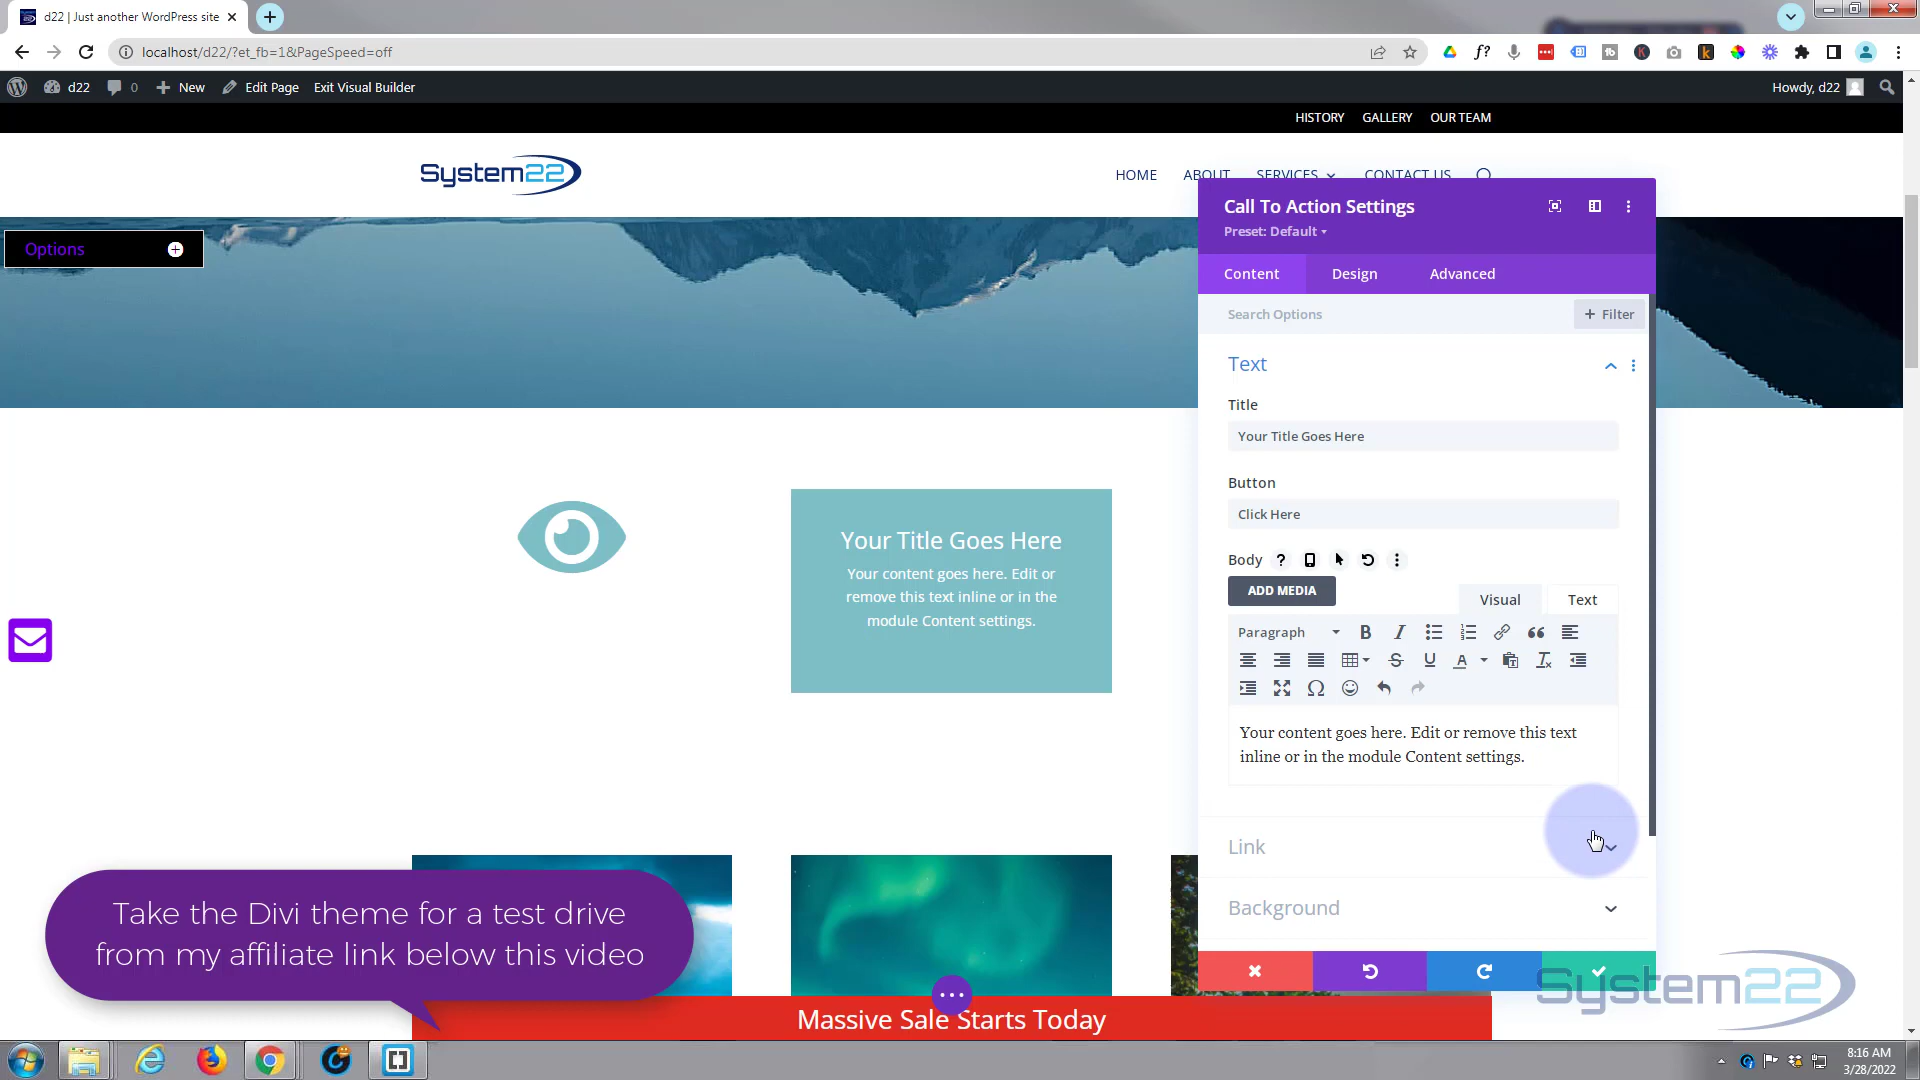 d22 | Just another WordPress site
localhost/d22/?et_fb=1&PageSpeed=off
d22
0
New
Edit Page
Exit Visual Builder
Howdy, d22
HISTORY
GALLERY
OUR TEAM
System22
HOME
ABOUT
SERVICES
CONTACT US
Options
Call To Action Settings
Preset: Default
Content
Design
Advanced
Search Options
+ Filter
Text
Title
Your Title Goes Here
Button
Click Here
Body
ADD MEDIA
Visual
Text
Paragraph
Your content goes here. Edit or remove this text
inline or in the module Content settings.
Link
Background
Your Title Goes Here
Your content goes here. Edit or
remove this text inline or in the
module Content settings.
Take the Divi theme for a test drive
from my affiliate link below this video
Massive Sale Starts Today
System22
8:16 AM
3/28/2022